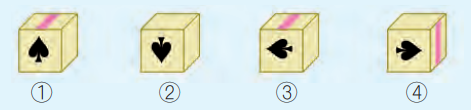 ① ② ③ ④